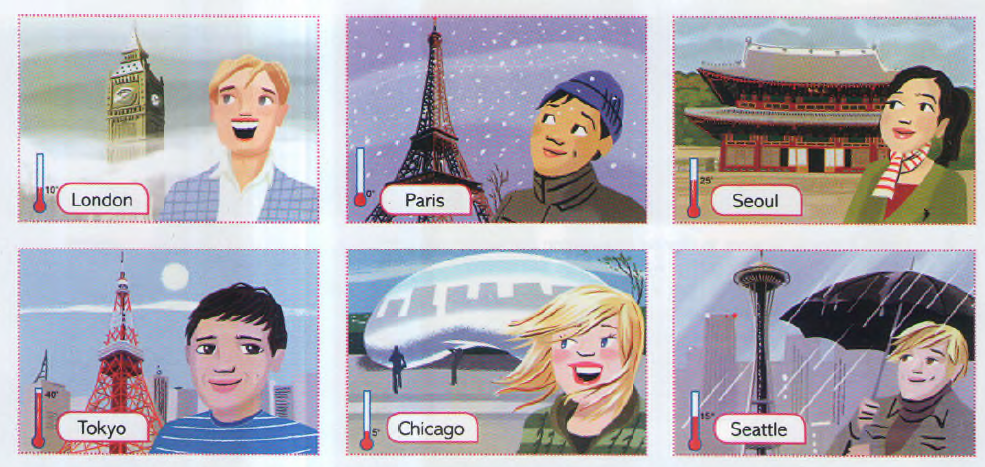 10°
London
0°
Paris
25°
Seoul
40°
Tokyo
5°
Chicago
15°
Seattle